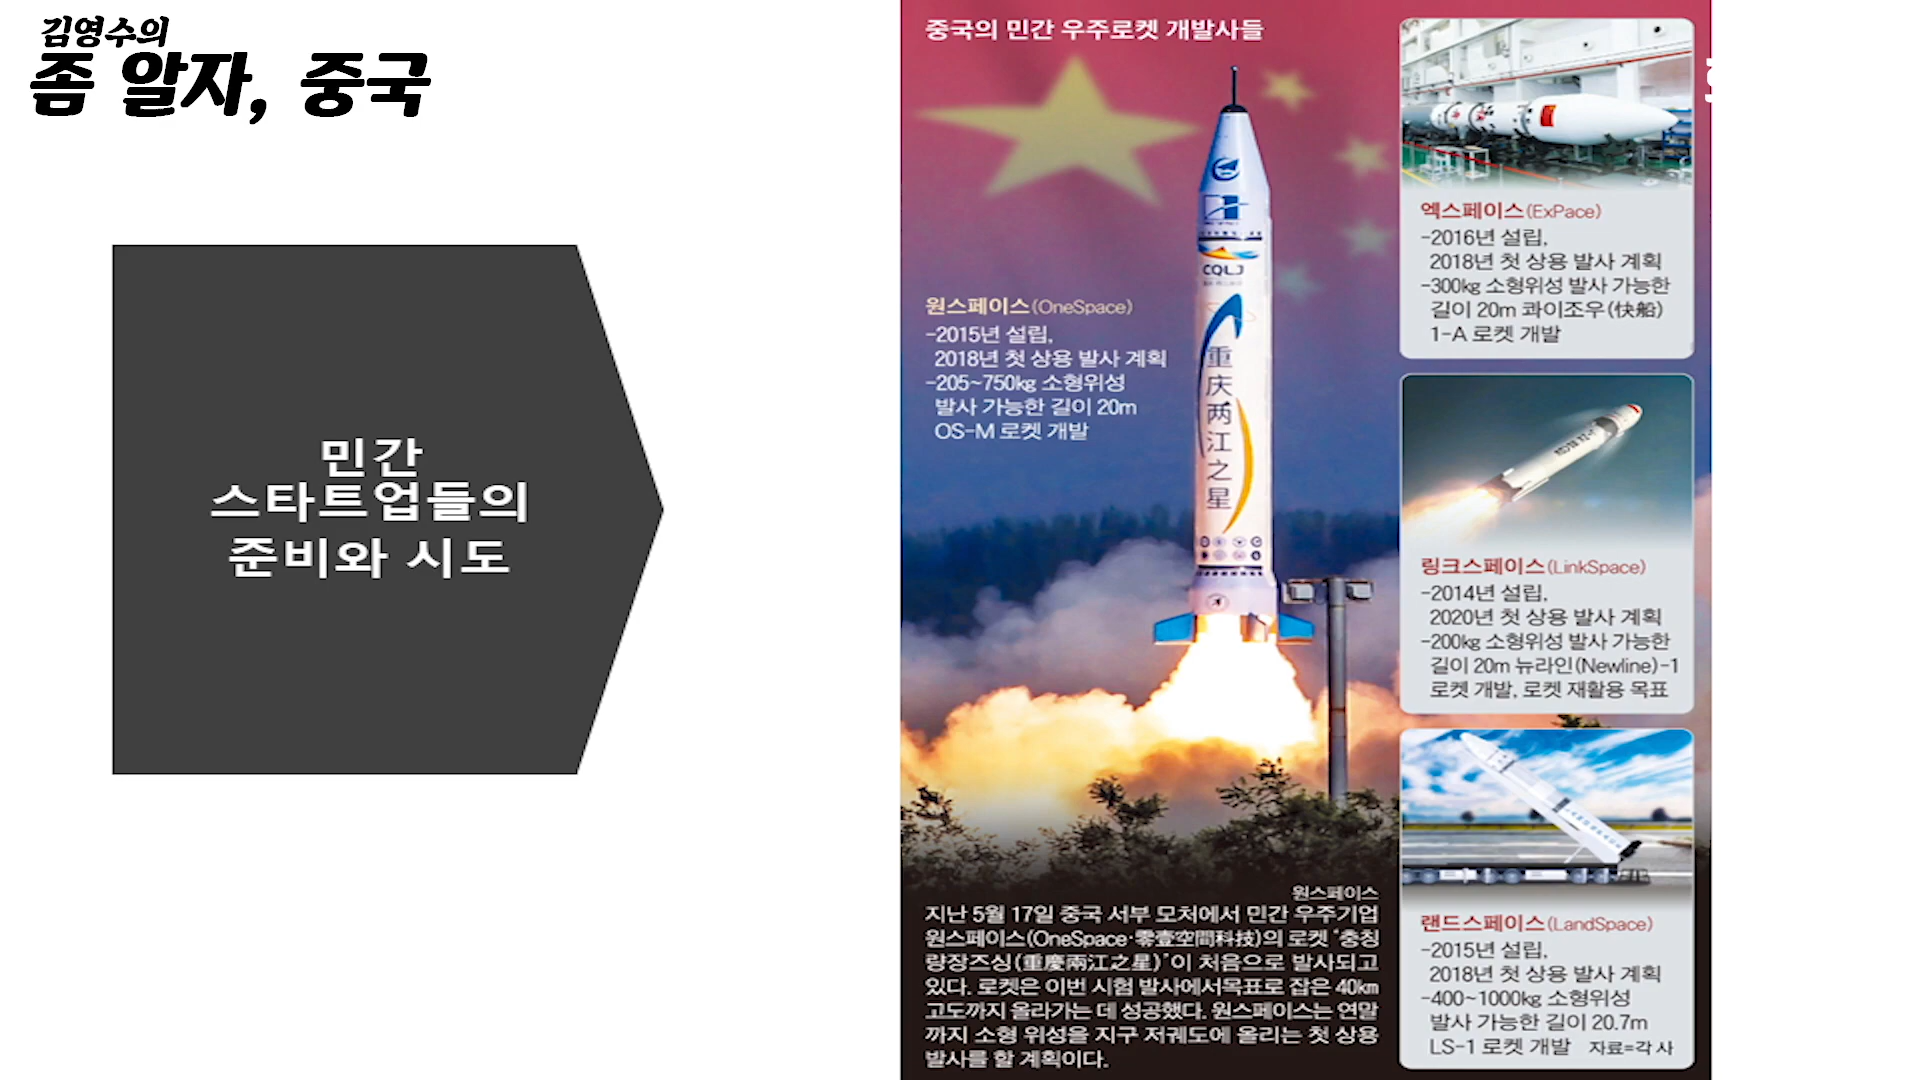 김영수의
좀 알자, 중국
민간
스타트업들의
준비와 시도
중국의 민간 우주로켓 개발사들
원스페이스(OneSpace)
-2015년 설립,
2018년 첫 상용 발사 계획
-205~750kg 소형위성
발사 가능한 길이 20m
OS-M 로켓 개발
CQLJ
重庆两江之星
원스페이스
지난 5월 17일 중국 서부 모처에서 민간 우주기업
원스페이스(OneSpace·零壹空間科技)의 로켓 '충칭
량장즈싱(重慶兩江之星)'이 처음으로 발사되고
있다. 로켓은 이번 시험 발사에서목표로 잡은 40km
고도까지 올라가는 데 성공했다. 원스페이스는 연말
까지 소형 위성을 지구 저궤도에 올리는 첫 상용
발사를 할 계획이다.
엑스페이스(ExPace)
-2016년 설립,
2018년 첫 상용 발사 계획
-300kg 소형위성 발사 가능한
길이 20m 콰이조우(快船)
1-A 로켓 개발
링크스페이스(LinkSpace)
-2014년 설립,
2020년 첫 상용 발사 계획
-200kg 소형위성 발사 가능한
길이 20m 뉴라인(Newline)-1
로켓 개발, 로켓 재활용 목표
랜드스페이스(LandSpace)
-2015년 설립,
2018년 첫 상용 발사 계획
-400~1000kg 소형위성
발사 가능한 길이 20.7m
LS-1 로켓 개발 자료=각 사